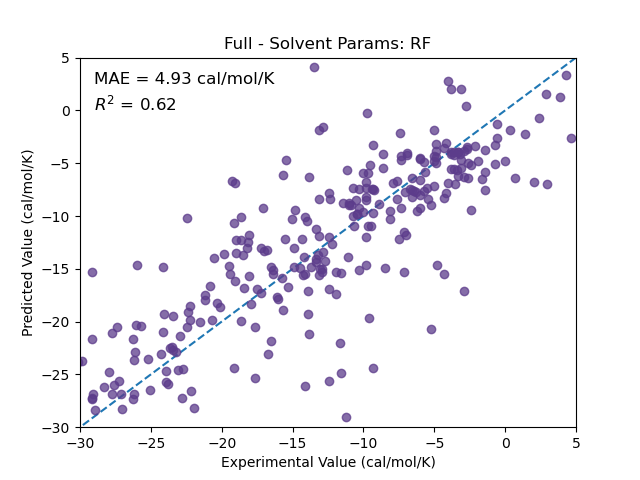 Full - Solvent Params: RF
MAE = 4.93 cal/mol/K
R² = 0.62
5
0
−5
−10
−15
−20
−25
−30
Predicted Value (cal/mol/K)
−30 −25 −20 −15 −10 −5 0 5
Experimental Value (cal/mol/K)